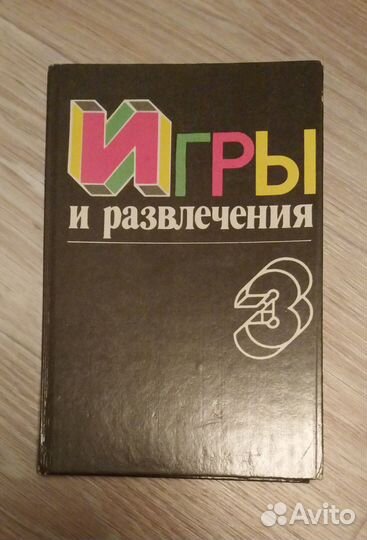 Игры
и развлечения
3
Avito